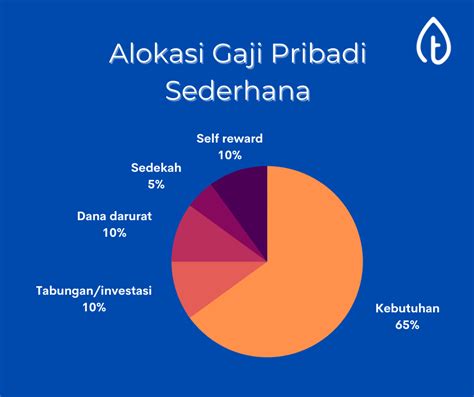 Alokasi Gaji Pribadi
Sederhana
t
Self reward
10%
Sedekah
5%
Dana darurat
10%
Tabungan/investasi
10%
Kebutuhan
65%